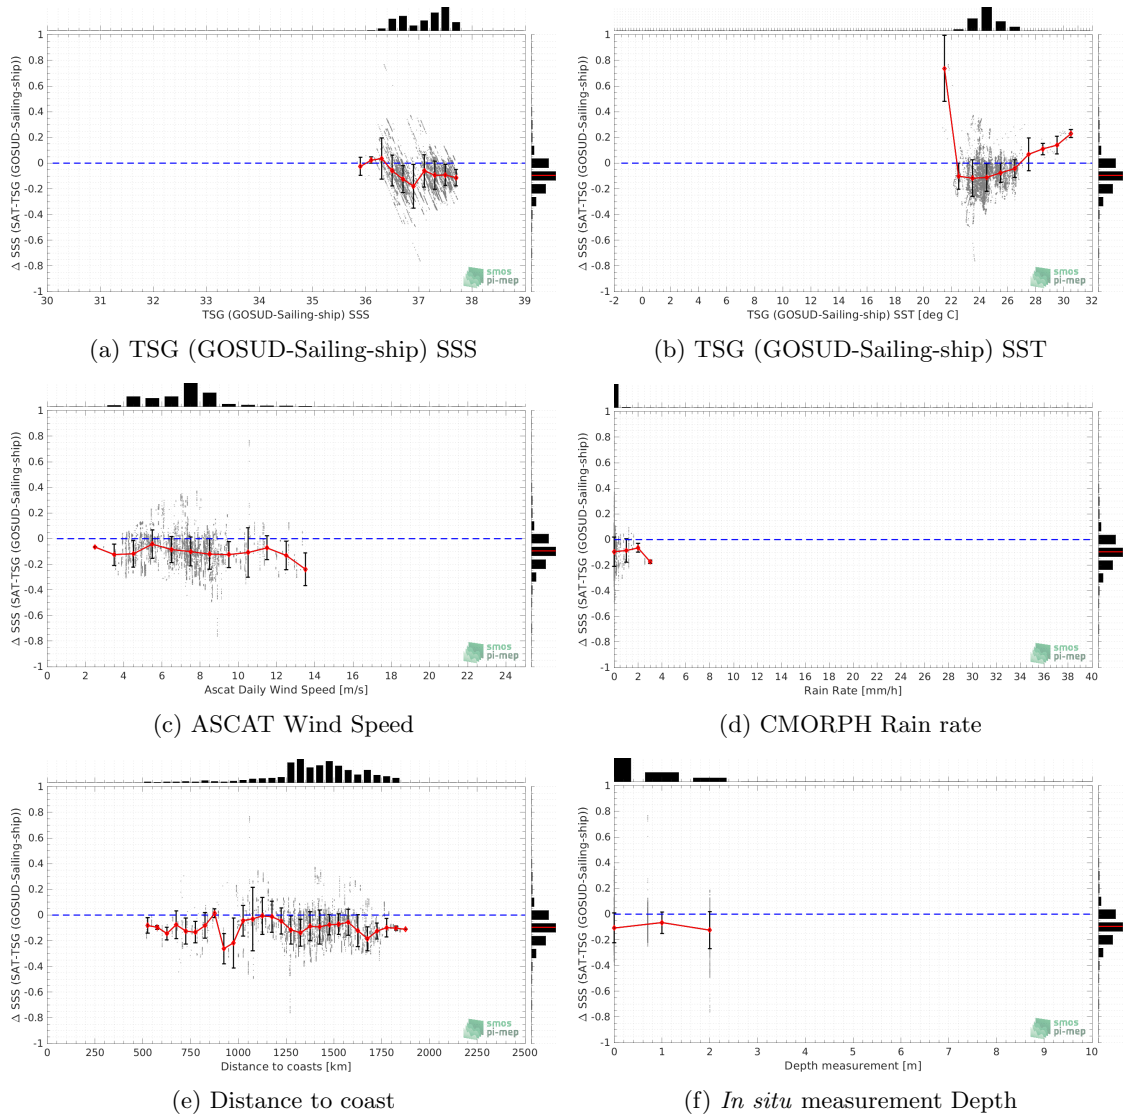 1
0.8
0.6
0.4
0.2
0
-0.2
-0.4
-0.6
-0.8
-1
Δ SSS (SAT-TSG (GOSUD-Sailing-ship))
30 31 32 33 34 35 36 37 38 39
TSG (GOSUD-Sailing-ship) SSS
smos
pi-mep
(a) TSG (GOSUD-Sailing-ship) SSS
1
0.8
0.6
0.4
0.2
0
-0.2
-0.4
-0.6
-0.8
-1
Δ SSS (SAT-TSG (GOSUD-Sailing-ship))
-2 0 2 4 6 8 10 12 14 16 18 20 22 24 26 28 30 32
TSG (GOSUD-Sailing-ship) SST [deg C]
smos
pi-mep
(b) TSG (GOSUD-Sailing-ship) SST
1
0.8
0.6
0.4
0.2
0
-0.2
-0.4
-0.6
-0.8
-1
Δ SSS (SAT-TSG (GOSUD-Sailing-ship))
0 2 4 6 8 10 12 14 16 18 20 22 24
Ascat Daily Wind Speed [m/s]
smos
pi-mep
(c) ASCAT Wind Speed
1
0.8
0.6
0.4
0.2
0
-0.2
-0.4
-0.6
-0.8
-1
Δ SSS (SAT-TSG (GOSUD-Sailing-ship))
0 2 4 6 8 10 12 14 16 18 20 22 24 26 28 30 32 34 36 38 40
Rain Rate [mm/h]
smos
pi-mep
(d) CMORPH Rain rate
1
0.8
0.6
0.4
0.2
0
-0.2
-0.4
-0.6
-0.8
-1
Δ SSS (SAT-TSG (GOSUD-Sailing-ship))
0 250 500 750 1000 1250 1500 1750 2000 2250 2500
Distance to coasts [km]
smos
pi-mep
(e) Distance to coast
1
0.8
0.6
0.4
0.2
0
-0.2
-0.4
-0.6
-0.8
-1
Δ SSS (SAT-TSG (GOSUD-Sailing-ship))
0 1 2 3 4 5 6 7 8 9 10
Depth measurement [m]
smos
pi-mep
(f) In situ measurement Depth